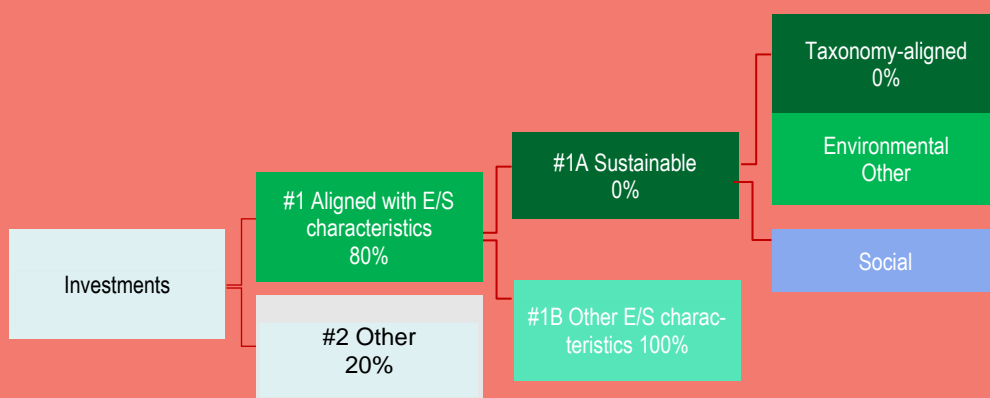 Investments
#1 Aligned with E/S
characteristics
80%
#2 Other
20%
#1A Sustainable
0%
#1B Other E/S charac-
teristics 100%
Taxonomy-aligned
0%
Environmental
Other
Social